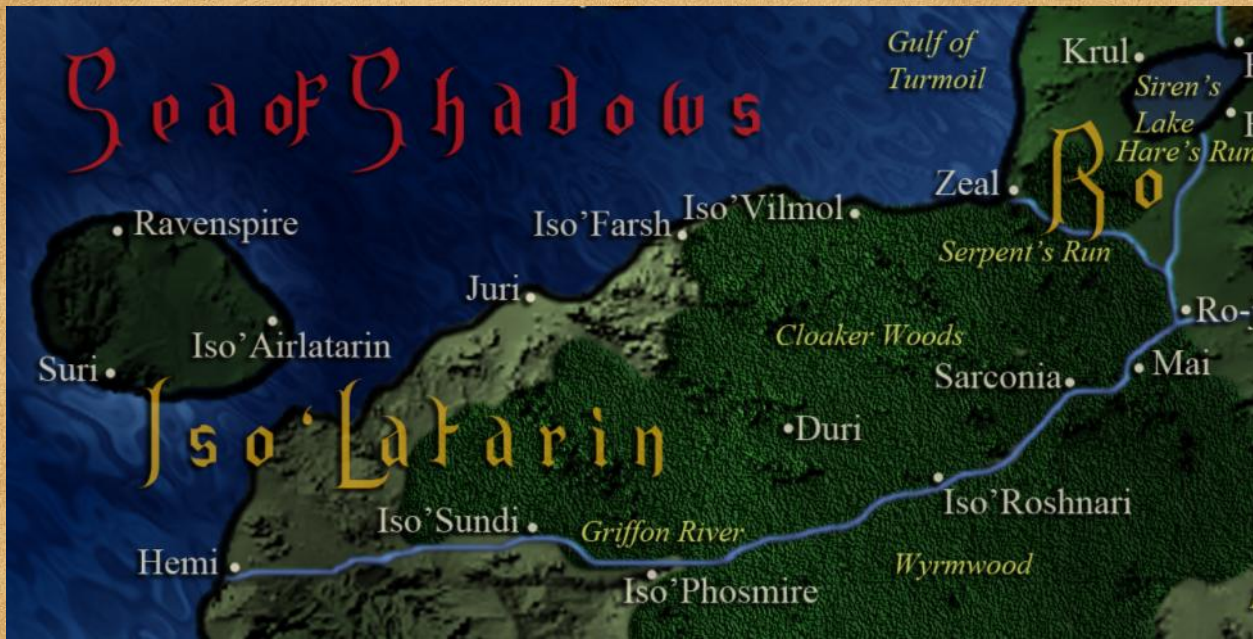 Gulf of
Turmoil
Krul
Siren's
Lake
Hare's Run
Sea of Shadows
Zeal
Ro
Ravenspire
Iso'Farsh
Iso'Vilmol
Serpent's Run
Juri
Iso'Airlatarin
Cloaker Woods
Ro-
Suri
Sarconia
Mai
Iso'Latarin
Duri
Iso'Roshnari
Iso'Sundi
Griffon River
Hemi
Wyrmwood
Iso'Phosmire